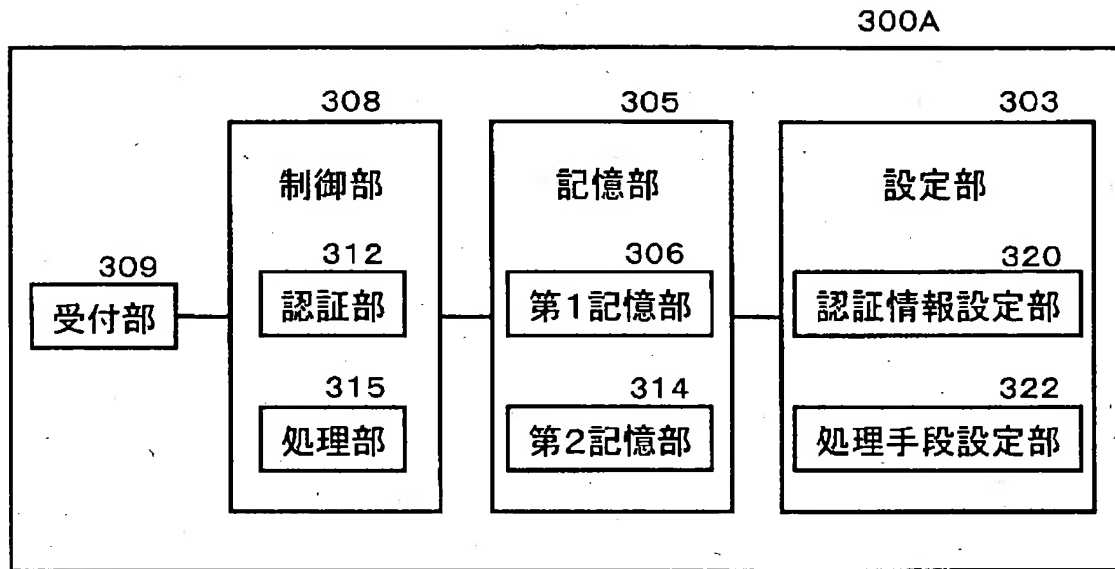 300A
308
305
303
制御部
記憶部
設定部
309
312
306
320
受付部
認証部
第1記憶部
認証情報設定部
315
314
322
処理部
第2記憶部
処理手段設定部